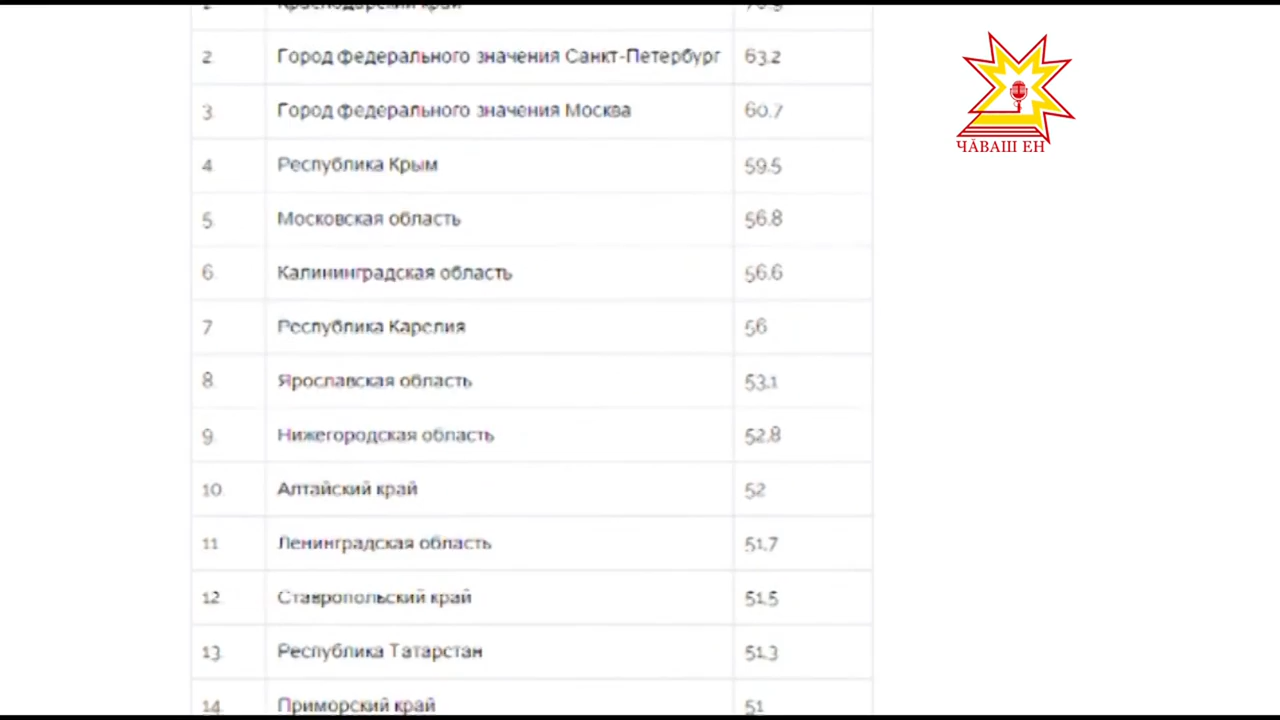 Краснодарский край
2. Город федерального значения Санкт-Петербург 63.2
3. Город федерального значения Москва 60.7
4. Республика Крым 59.5
5. Московская область 56.8
6. Калининградская область 56.6
7 Республика Карелия 56
8. Ярославская область 53.1
9. Нижегородская область 52.8
10. Алтайский край 52
11 Ленинградская область 51.7
12. Ставропольский край 51.5
13. Республика Татарстан 51.3
14. Приморский край 51
ЧӐВАШ ЕН